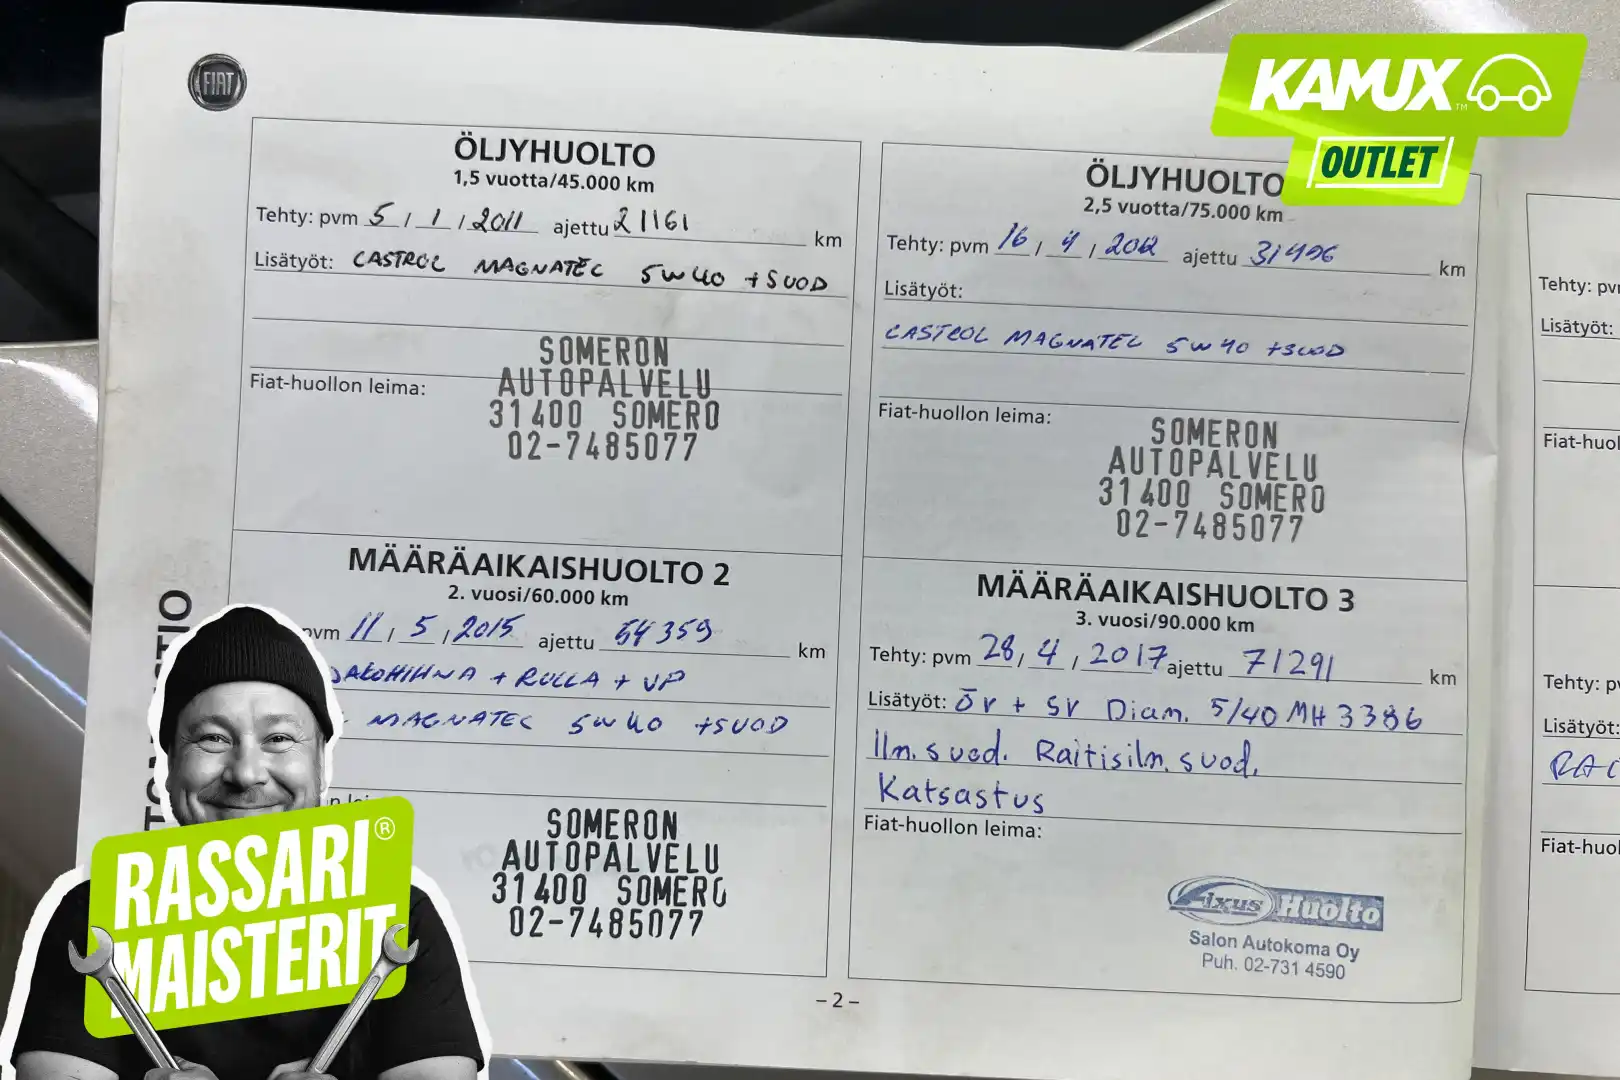 FIAT
KAMUX™
OUTLET
ÖLJYHUOLTO
1,5 vuotta/45.000 km
Tehty: pvm 5 / 1 / 2011 ajettu 21161 km
Lisätyöt: CASTROL MAGNATEC 5W40 +SUOD
Fiat-huollon leima:
SOMERON
AUTOPALVELU
31400 SOMERO
02-7485077
ÖLJYHUOLTO
2,5 vuotta/75.000 km
Tehty: pvm 16 / 4 / 2012 ajettu 31496 km
Lisätyöt:
CASTROL MAGNATEC 5W40 +SUOD
Fiat-huollon leima:
SOMERON
AUTOPALVELU
31400 SOMERO
02-7485077
MÄÄRÄAIKAISHUOLTO 2
2. vuosi/60.000 km
pvm 11 / 5 / 2015 ajettu 54359 km
JAKOHIHNA + RULLA + VP
MAGNATEC 5W40 +SUOD
SOMERON
AUTOPALVELU
31400 SOMERO
02-7485077
MÄÄRÄAIKAISHUOLTO 3
3. vuosi/90.000 km
Tehty: pvm 28 / 4 / 2017 ajettu 71291 km
Lisätyöt: ÖV + SV Diam. 5/40 MH3386
Ilm.suod. Raitisilm.suod.
Katsastus
Fiat-huollon leima:
Fixus Huolto
Salon Autokoma Oy
Puh. 02-731 4590
– 2 –
Tehty: pv
Lisätyöt:
Fiat-huol
Tehty: p
Lisätyöt:
Fiat-huo
RASSARI®
MAISTERIT